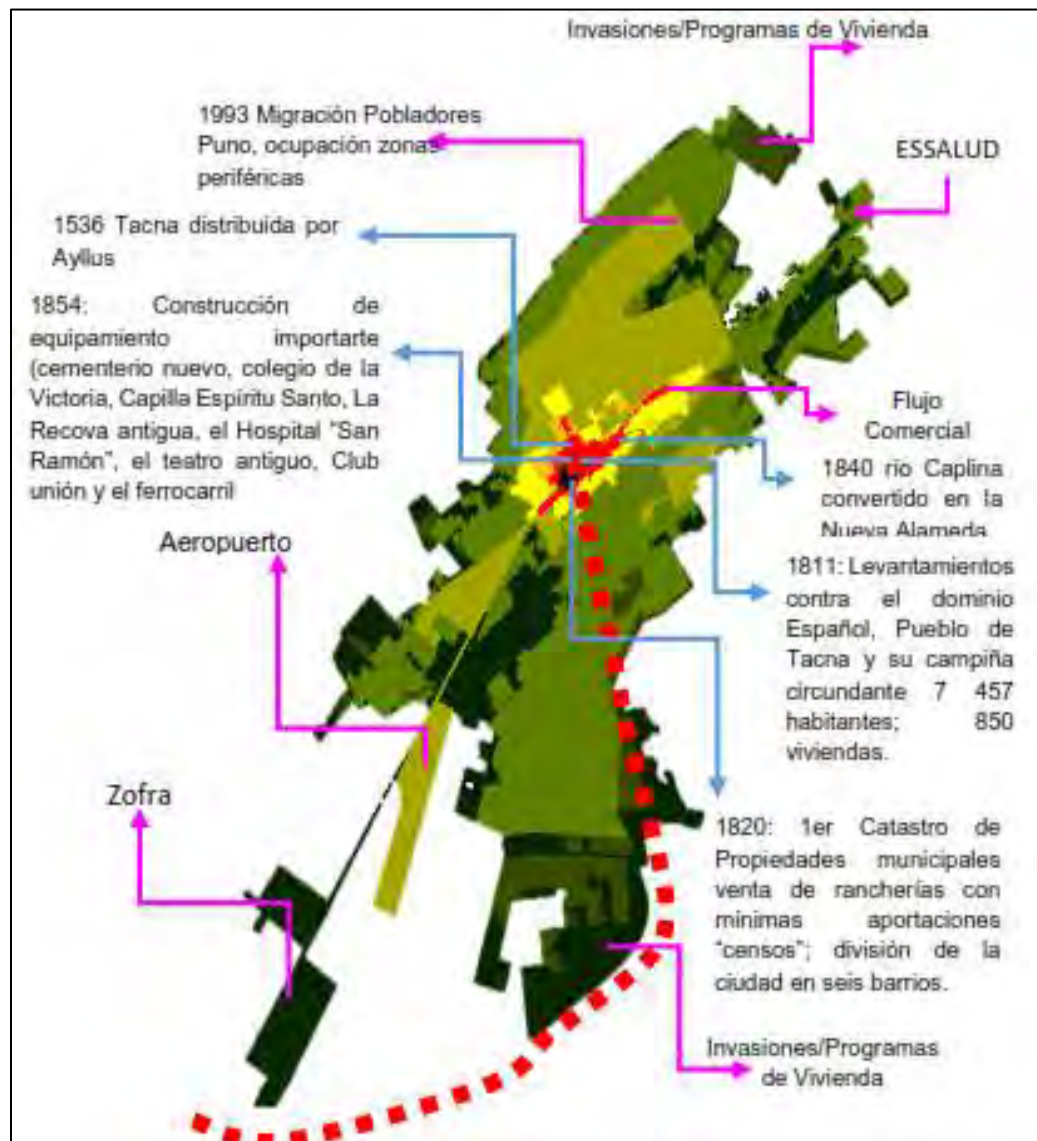 Invasiones/Programas de Vivienda
1993 Migración Pobladores
Puno, ocupación zonas
periféricas
ESSALUD
1536 Tacna distribuida por
Ayllus
1854: Construcción de
equipamiento importarte
(cementerio nuevo, colegio de la
Victoria, Capilla Espíritu Santo, La
Recova antigua, el Hospital "San
Ramón", el teatro antiguo, Club
unión y el ferrocarril
Flujo
Comercial
1840 río Caplina
convertido en la
Nueva Alameda
Aeropuerto
1811: Levantamientos
contra el dominio
Español, Pueblo de
Tacna y su campiña
circundante 7 457
habitantes; 850
viviendas.
Zofra
1820: 1er Catastro de
Propiedades municipales
venta de rancherías con
mínimas aportaciones
"censos"; división de la
ciudad en seis barrios.
Invasiones/Programas
de Vivienda